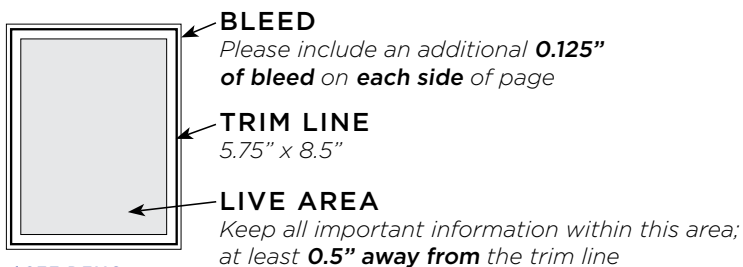 BLEED
Please include an additional 0.125”
of bleed on each side of page
TRIM LINE
5.75” x 8.5”
LIVE AREA
Keep all important information within this area;
at least 0.5” away from the trim line